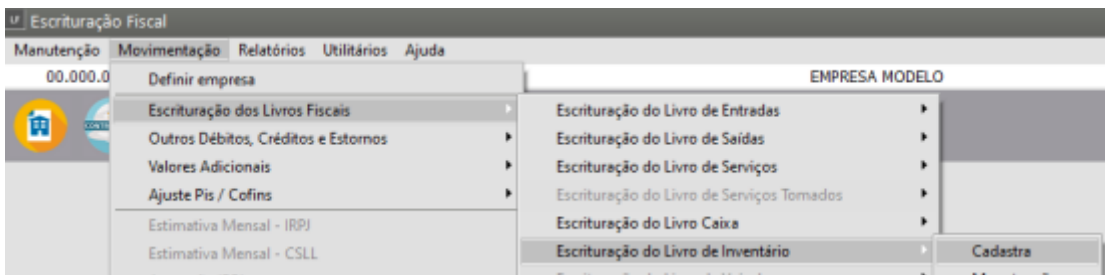 LF Escrituração Fiscal
Manutenção Movimentação Relatórios Utilitários Ajuda
00.000.0 EMPRESA MODELO
Definir empresa
Escrituração dos Livros Fiscais
Outros Débitos, Créditos e Estornos
Valores Adicionais
Ajuste Pis / Cofins
Estimativa Mensal - IRPJ
Estimativa Mensal - CSLL
Escrituração do Livro de Entradas
Escrituração do Livro de Saídas
Escrituração do Livro de Serviços
Escrituração do Livro de Serviços Tomados
Escrituração do Livro Caixa
Escrituração do Livro de Inventário
Cadastra